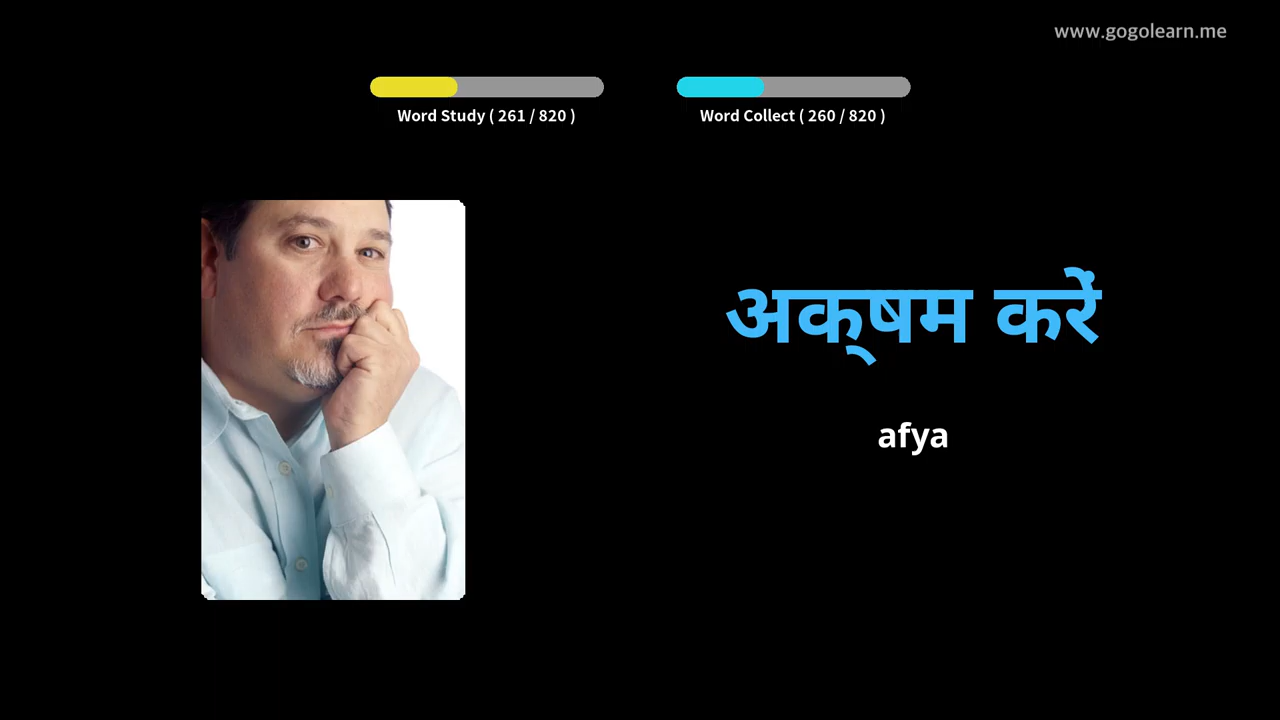 www.gogolearn.me
Word Study ( 261 / 820 )
Word Collect ( 260 / 820 )
अक्षम करें
afya